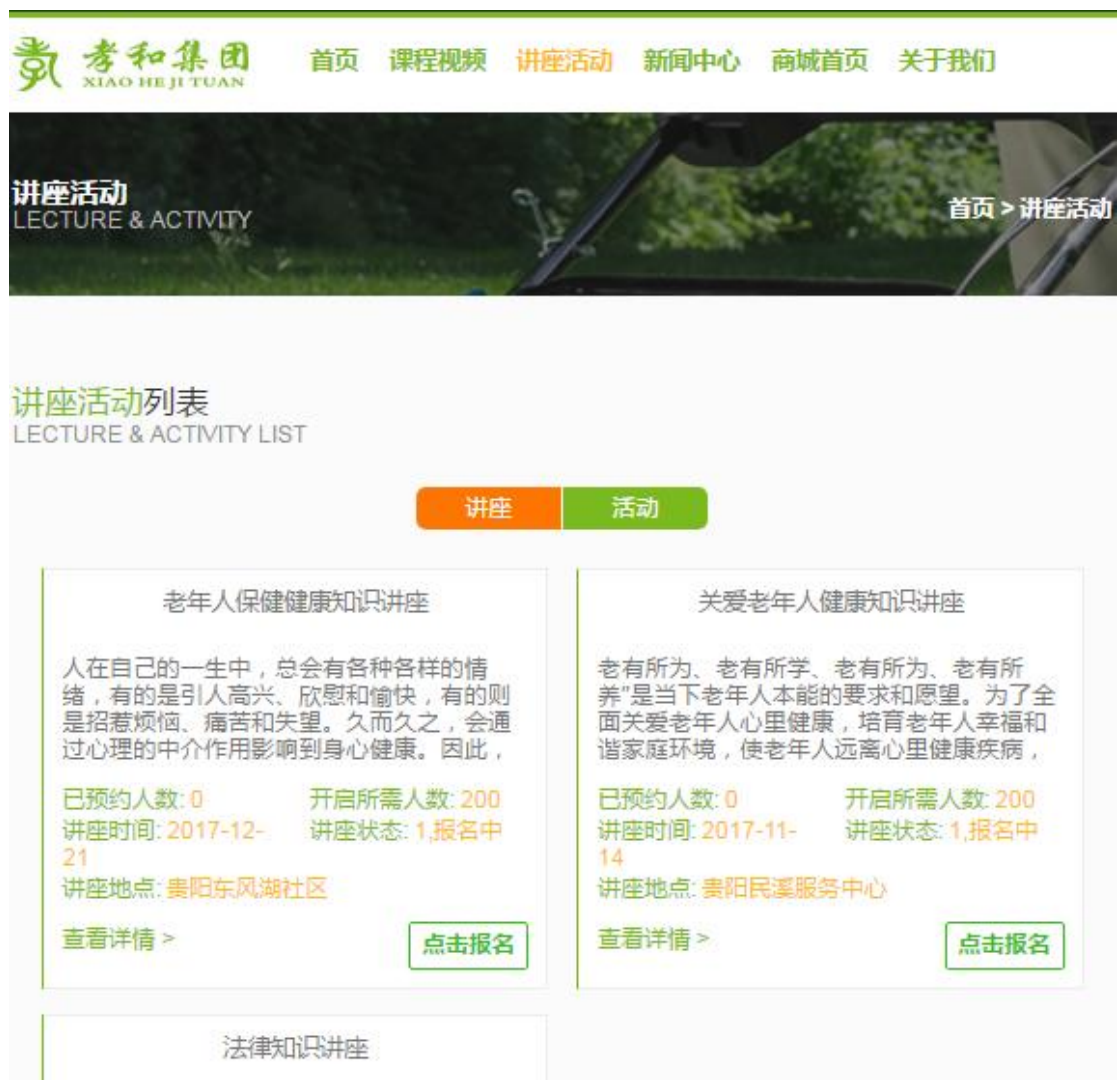 孝和集团
XIAO HE JI TUAN
首页 课程视频 讲座活动 新闻中心 商城首页 关于我们
讲座活动
LECTURE & ACTIVITY
首页 > 讲座活动
讲座活动列表
LECTURE & ACTIVITY LIST
讲座 活动
老年人保健健康知识讲座
人在自己的一生中，总会有各种各样的情
绪，有的是引人高兴、欣慰和愉快，有的则
是招惹烦恼、痛苦和失望。久而久之，会通
过心理的中介作用影响到身心健康。因此，
已预约人数: 0 开启所需人数: 200
讲座时间: 2017-12- 讲座状态: 1,报名中
21
讲座地点: 贵阳东风湖社区
查看详情 > 点击报名
关爱老年人健康知识讲座
老有所为、老有所学、老有所为、老有所
养"是当下老年人本能的要求和愿望。为了全
面关爱老年人心里健康，培育老年人幸福和
谐家庭环境，使老年人远离心里健康疾病，
已预约人数: 0 开启所需人数: 200
讲座时间: 2017-11- 讲座状态: 1,报名中
14
讲座地点: 贵阳民溪服务中心
查看详情 > 点击报名
法律知识讲座